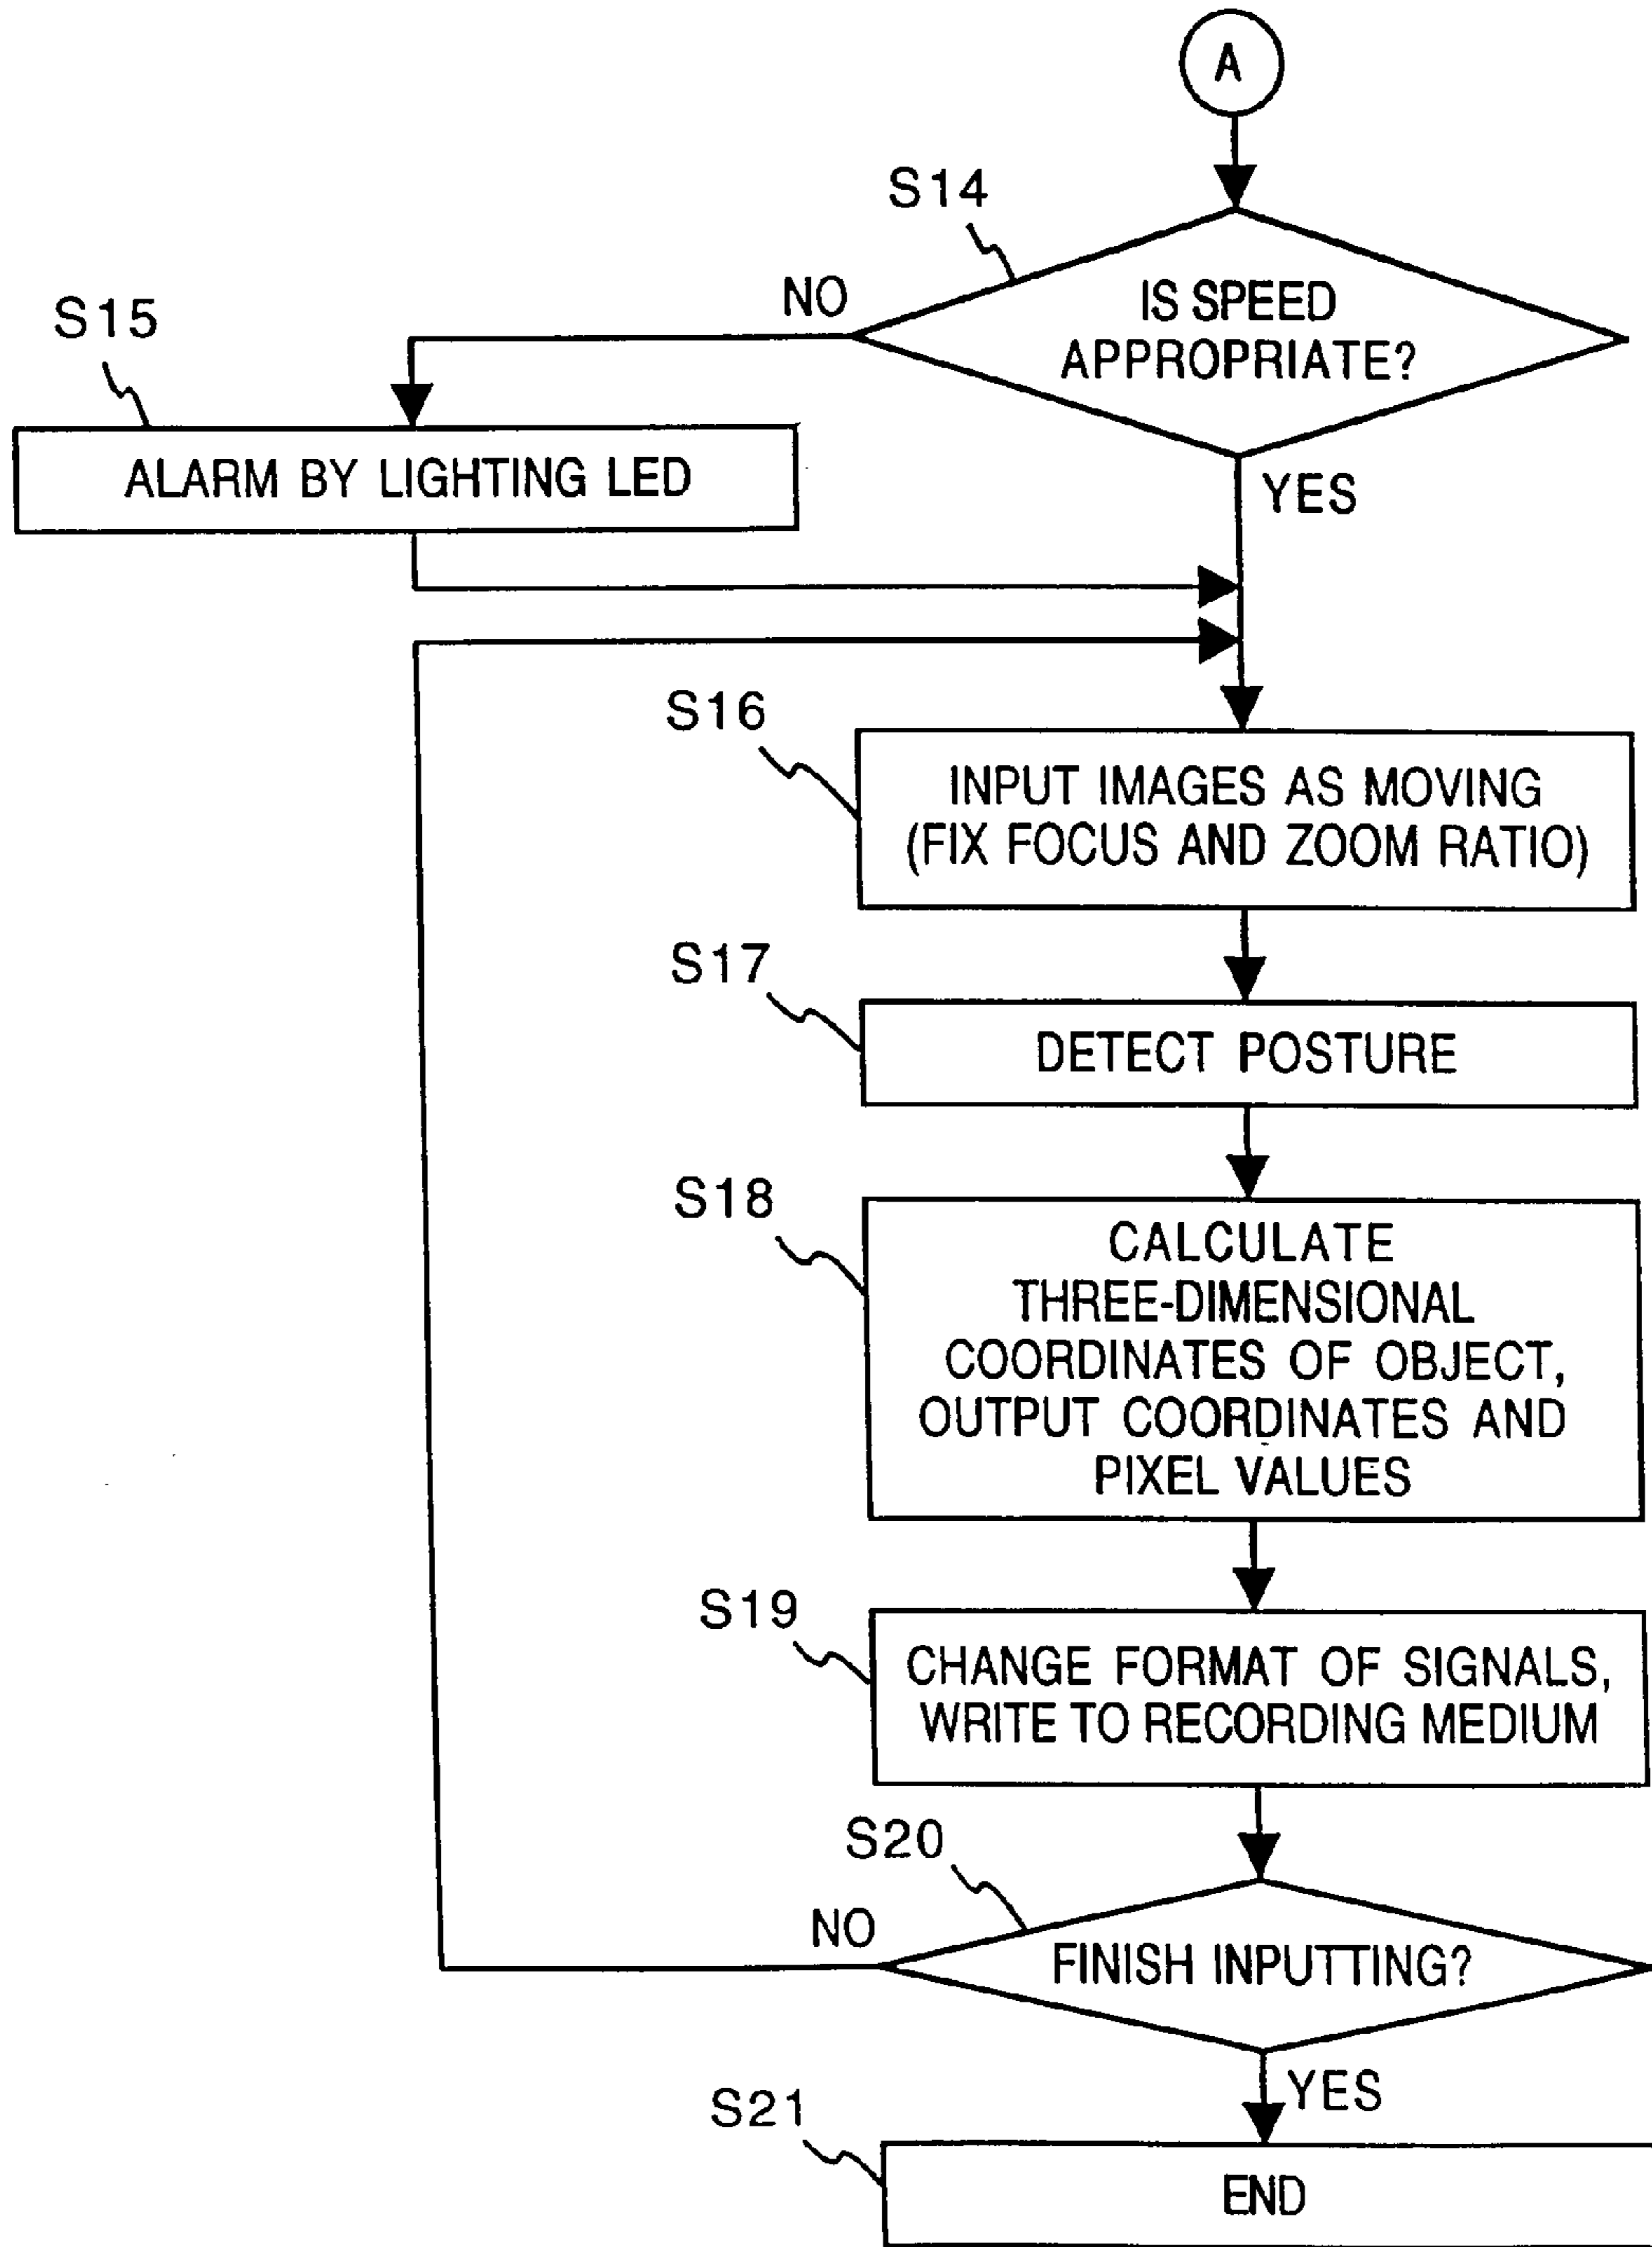 A
S14
NO
IS SPEED
APPROPRIATE?
S15
ALARM BY LIGHTING LED
YES
S16
INPUT IMAGES AS MOVING
(FIX FOCUS AND ZOOM RATIO)
S17
DETECT POSTURE
S18
CALCULATE
THREE-DIMENSIONAL
COORDINATES OF OBJECT,
OUTPUT COORDINATES AND
PIXEL VALUES
S19
CHANGE FORMAT OF SIGNALS,
WRITE TO RECORDING MEDIUM
S20
NO
FINISH INPUTTING?
YES
S21
END